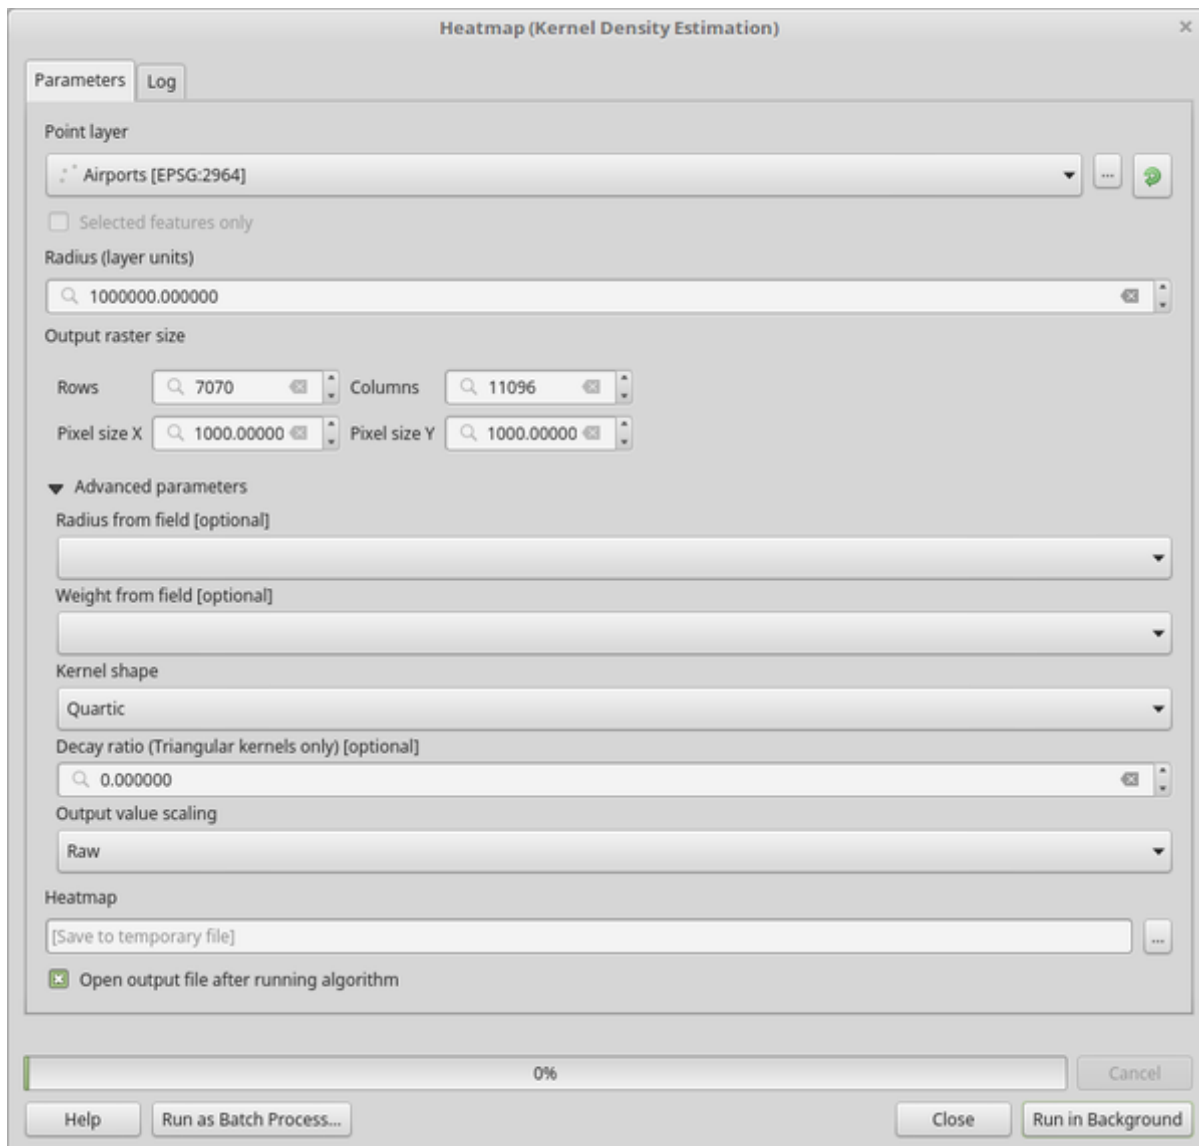 Heatmap (Kernel Density Estimation)
Parameters Log
Point layer
Airports [EPSG:2964] ...
Selected features only
Radius (layer units)
1000000.000000
Output raster size
Rows 7070 Columns 11096
Pixel size X 1000.00000 Pixel size Y 1000.00000
Advanced parameters
Radius from field [optional]
Weight from field [optional]
Kernel shape
Quartic
Decay ratio (Triangular kernels only) [optional]
0.000000
Output value scaling
Raw
Heatmap
[Save to temporary file] ...
Open output file after running algorithm
0% Cancel
Help Run as Batch Process... Close Run in Background